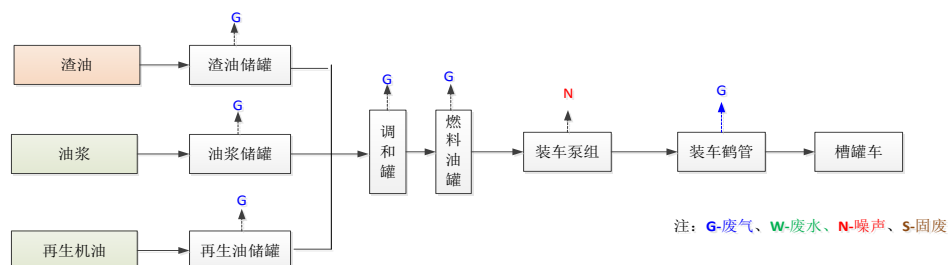 G
渣油
渣油储罐
G
G
G
油浆
油浆储罐
调和罐
燃料油罐
N
装车泵组
G
装车鹤管
槽罐车
G
再生机油
再生油储罐
注：G-废气、W-废水、N-噪声、S-固废